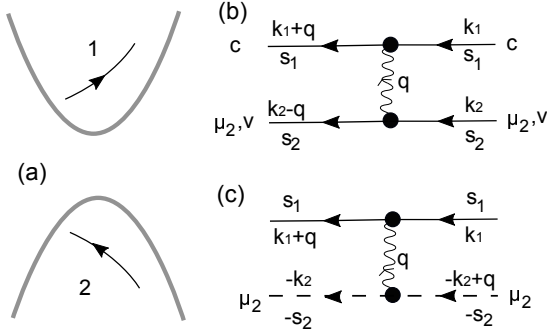 1
(a)
2
(b)
c k₁+q s₁ k₁ s₁ c
q
μ₂,v k₂-q s₂ k₂ s₂ μ₂,v
(c)
s₁ k₁+q s₁ k₁
q
μ₂ -k₂ -s₂ -k₂+q -s₂